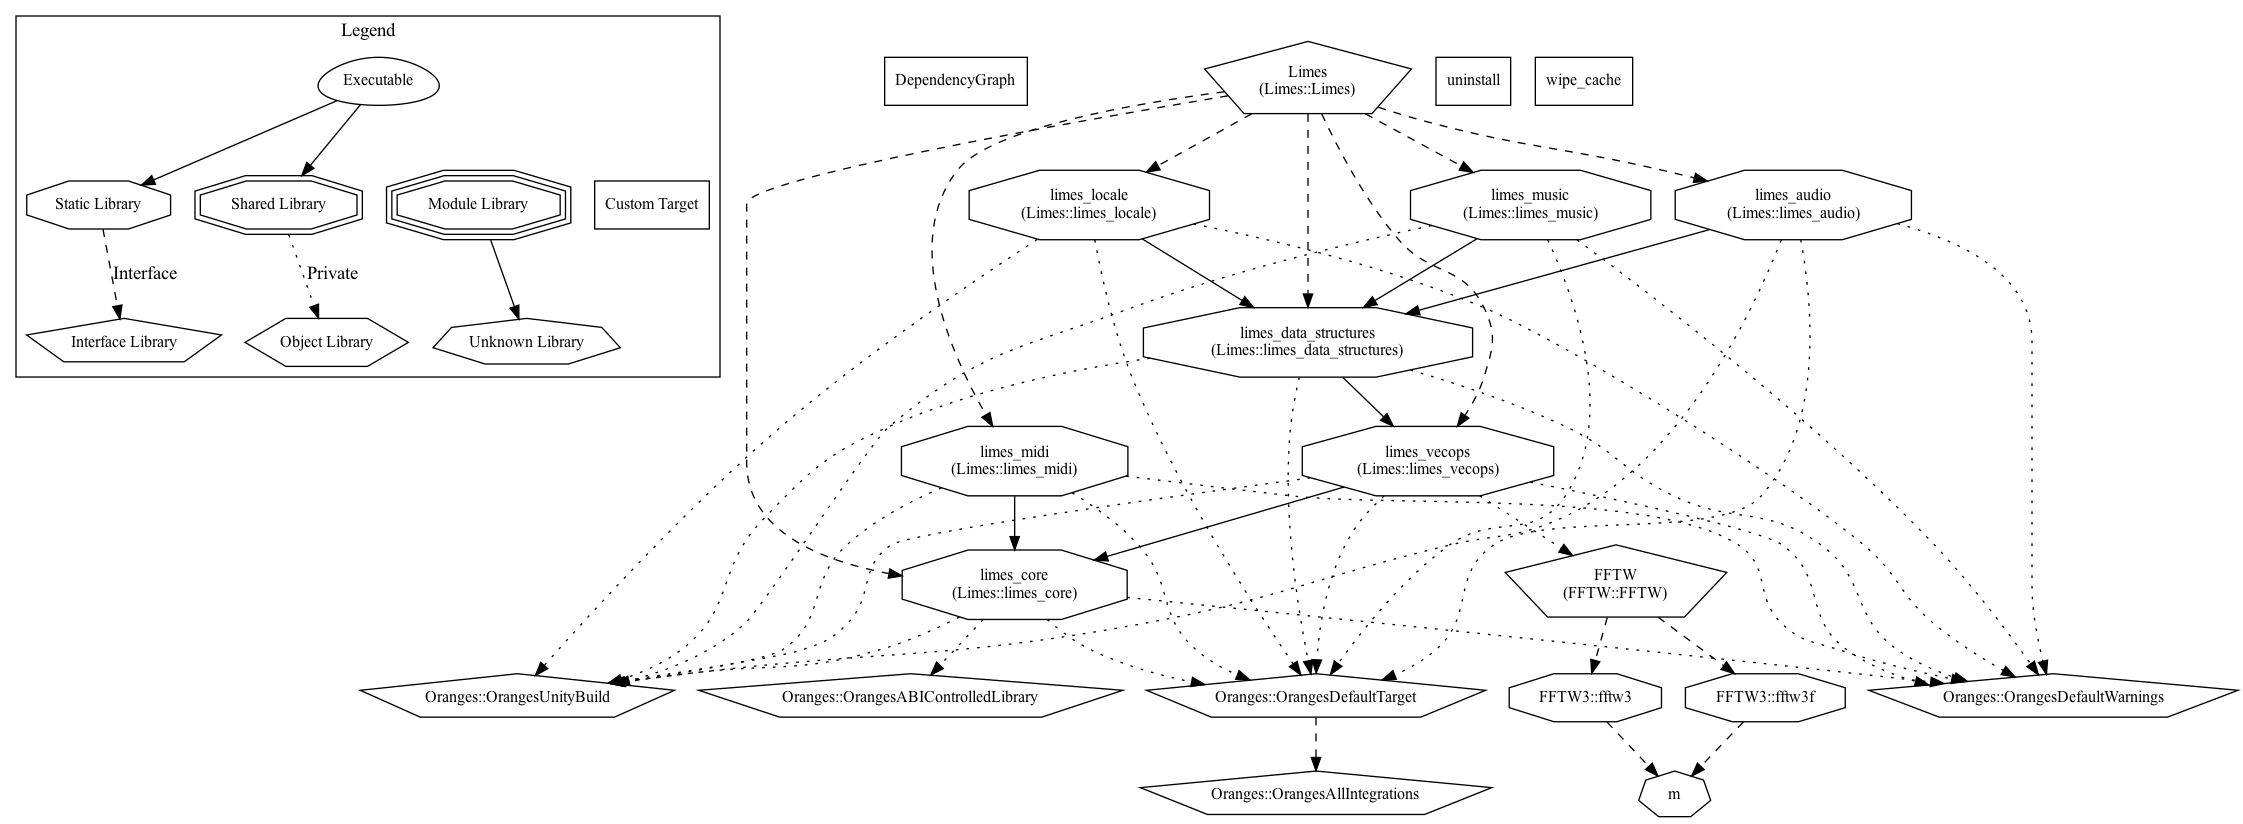 Legend
Executable
Static Library
Shared Library
Module Library
Custom Target
Interface
Private
Interface Library
Object Library
Unknown Library
DependencyGraph
Limes
(Limes::Limes)
uninstall
wipe_cache
limes_locale
(Limes::limes_locale)
limes_music
(Limes::limes_music)
limes_audio
(Limes::limes_audio)
limes_data_structures
(Limes::limes_data_structures)
limes_midi
(Limes::limes_midi)
limes_vecops
(Limes::limes_vecops)
limes_core
(Limes::limes_core)
FFTW
(FFTW::FFTW)
Oranges::OrangesUnityBuild
Oranges::OrangesABIControlledLibrary
Oranges::OrangesDefaultTarget
FFTW3::fftw3
FFTW3::fftw3f
Oranges::OrangesDefaultWarnings
Oranges::OrangesAllIntegrations
m